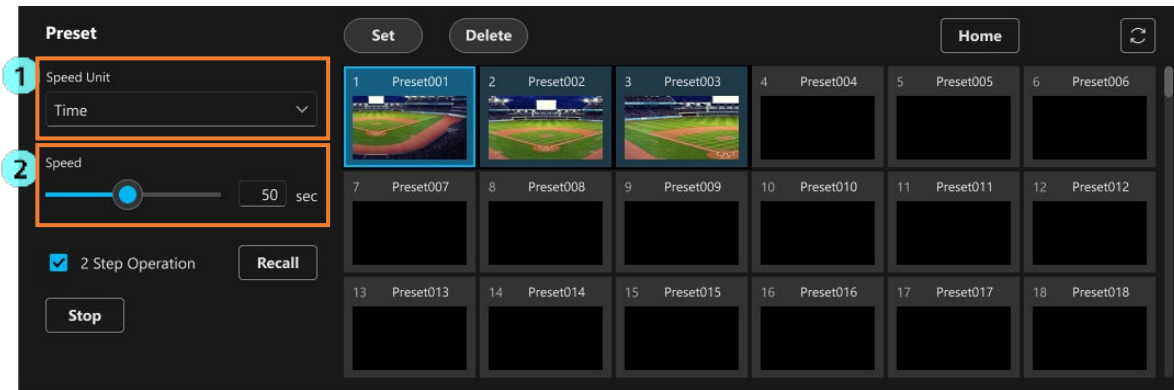 Preset
Set
Delete
Home
1
Speed Unit
Time
2
Speed
50 sec
2 Step Operation
Recall
Stop
1 Preset001
2 Preset002
3 Preset003
4 Preset004
5 Preset005
6 Preset006
7 Preset007
8 Preset008
9 Preset009
10 Preset010
11 Preset011
12 Preset012
13 Preset013
14 Preset014
15 Preset015
16 Preset016
17 Preset017
18 Preset018